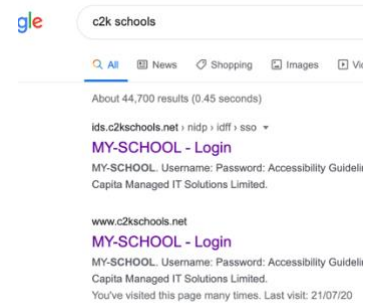 gle
c2k schools
All News Shopping Images
About 44,700 results (0.45 seconds)
ids.c2kschools.net › nidp › idff › sso
MY-SCHOOL - Login
MY-SCHOOL. Username: Password: Accessibility
Capita Managed IT Solutions Limited.
www.c2kschools.net
MY-SCHOOL - Login
MY-SCHOOL. Username: Password: Accessibility
Capita Managed IT Solutions Limited.
You've visited this page many times. Last visit: 21/07/20